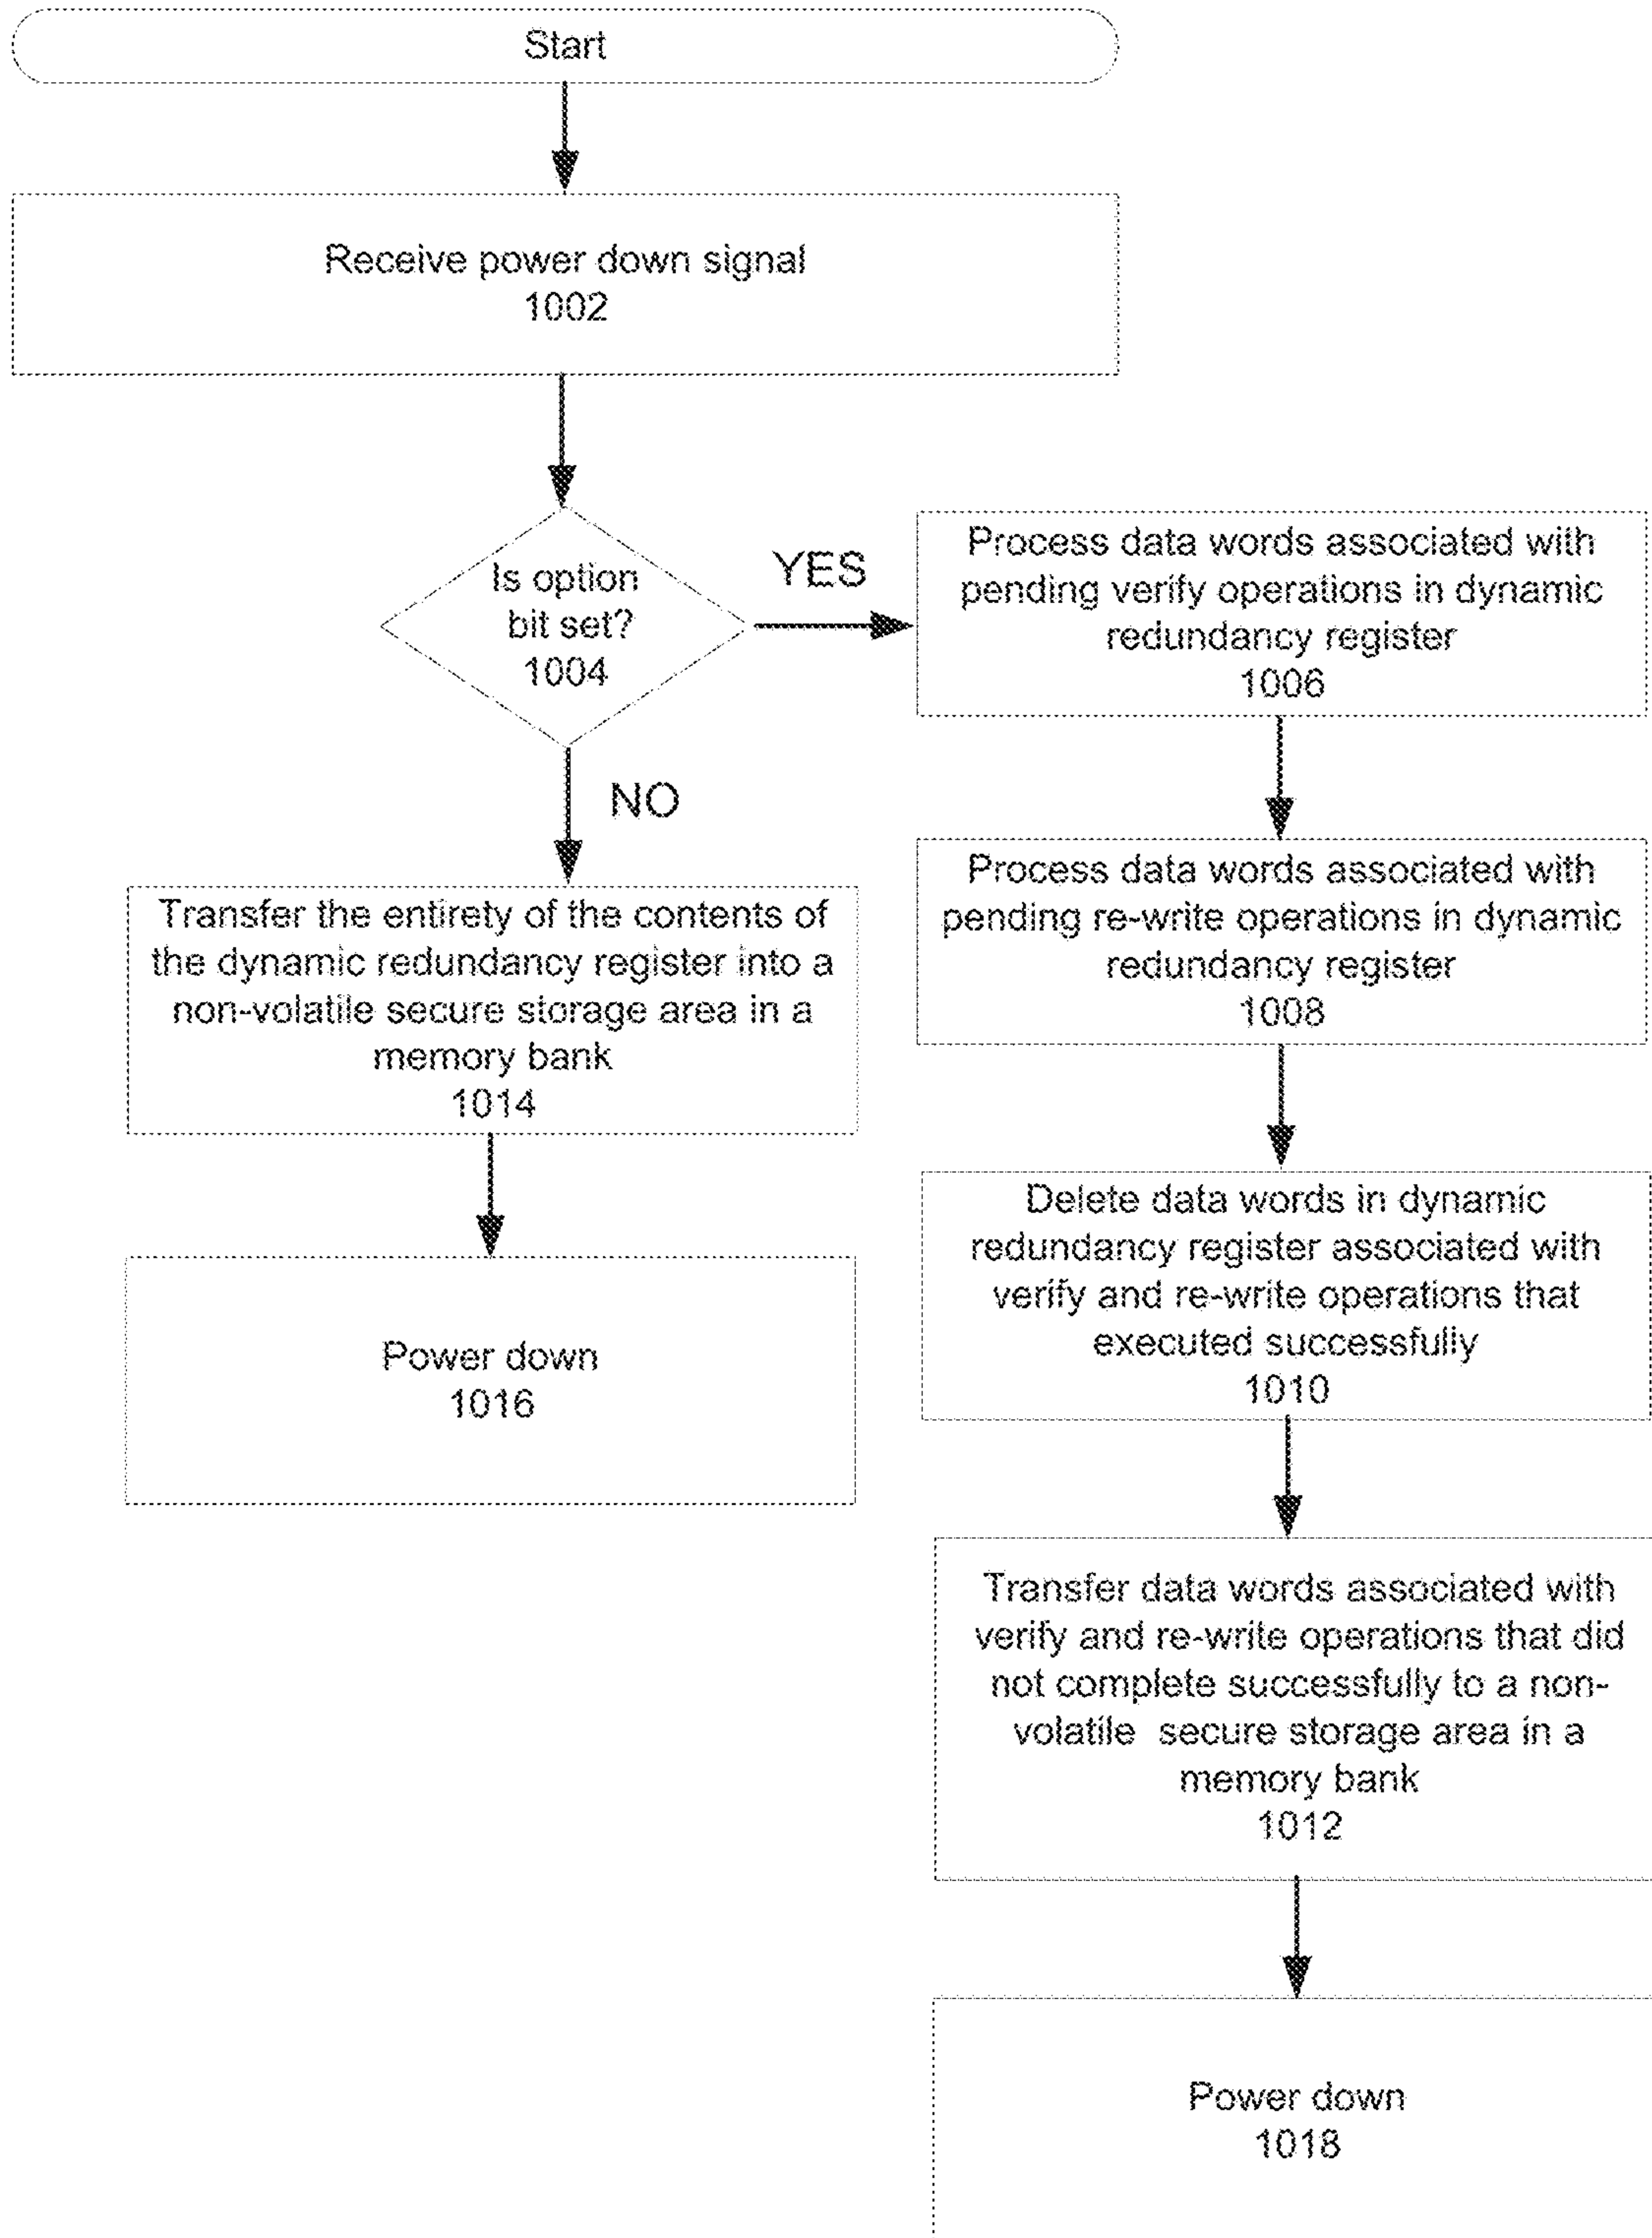 Start
Receive power down signal
1002
Is option
bit set?
1004
YES
NO
Process data words associated with
pending verify operations in dynamic
redundancy register
1006
Process data words associated with
pending re-write operations in dynamic
redundancy register
1008
Delete data words in dynamic
redundancy register associated with
verify and re-write operations that
executed successfully
1010
Transfer data words associated with
verify and re-write operations that did
not complete successfully to a non-
volatile secure storage area in a
memory bank
1012
Power down
1018
Transfer the entirety of the contents of
the dynamic redundancy register into a
non-volatile secure storage area in a
memory bank
1014
Power down
1016